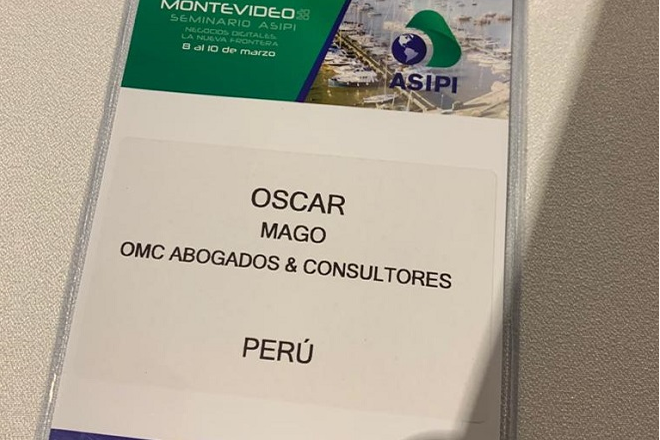 MONTEVIDEO
SEMINARIO ASIPI
NEGOCIOS DIGITALES,
LA NUEVA FRONTERA
8 al 10 de marzo
ASIPI
OSCAR
MAGO
OMC ABOGADOS & CONSULTORES
PERÚ